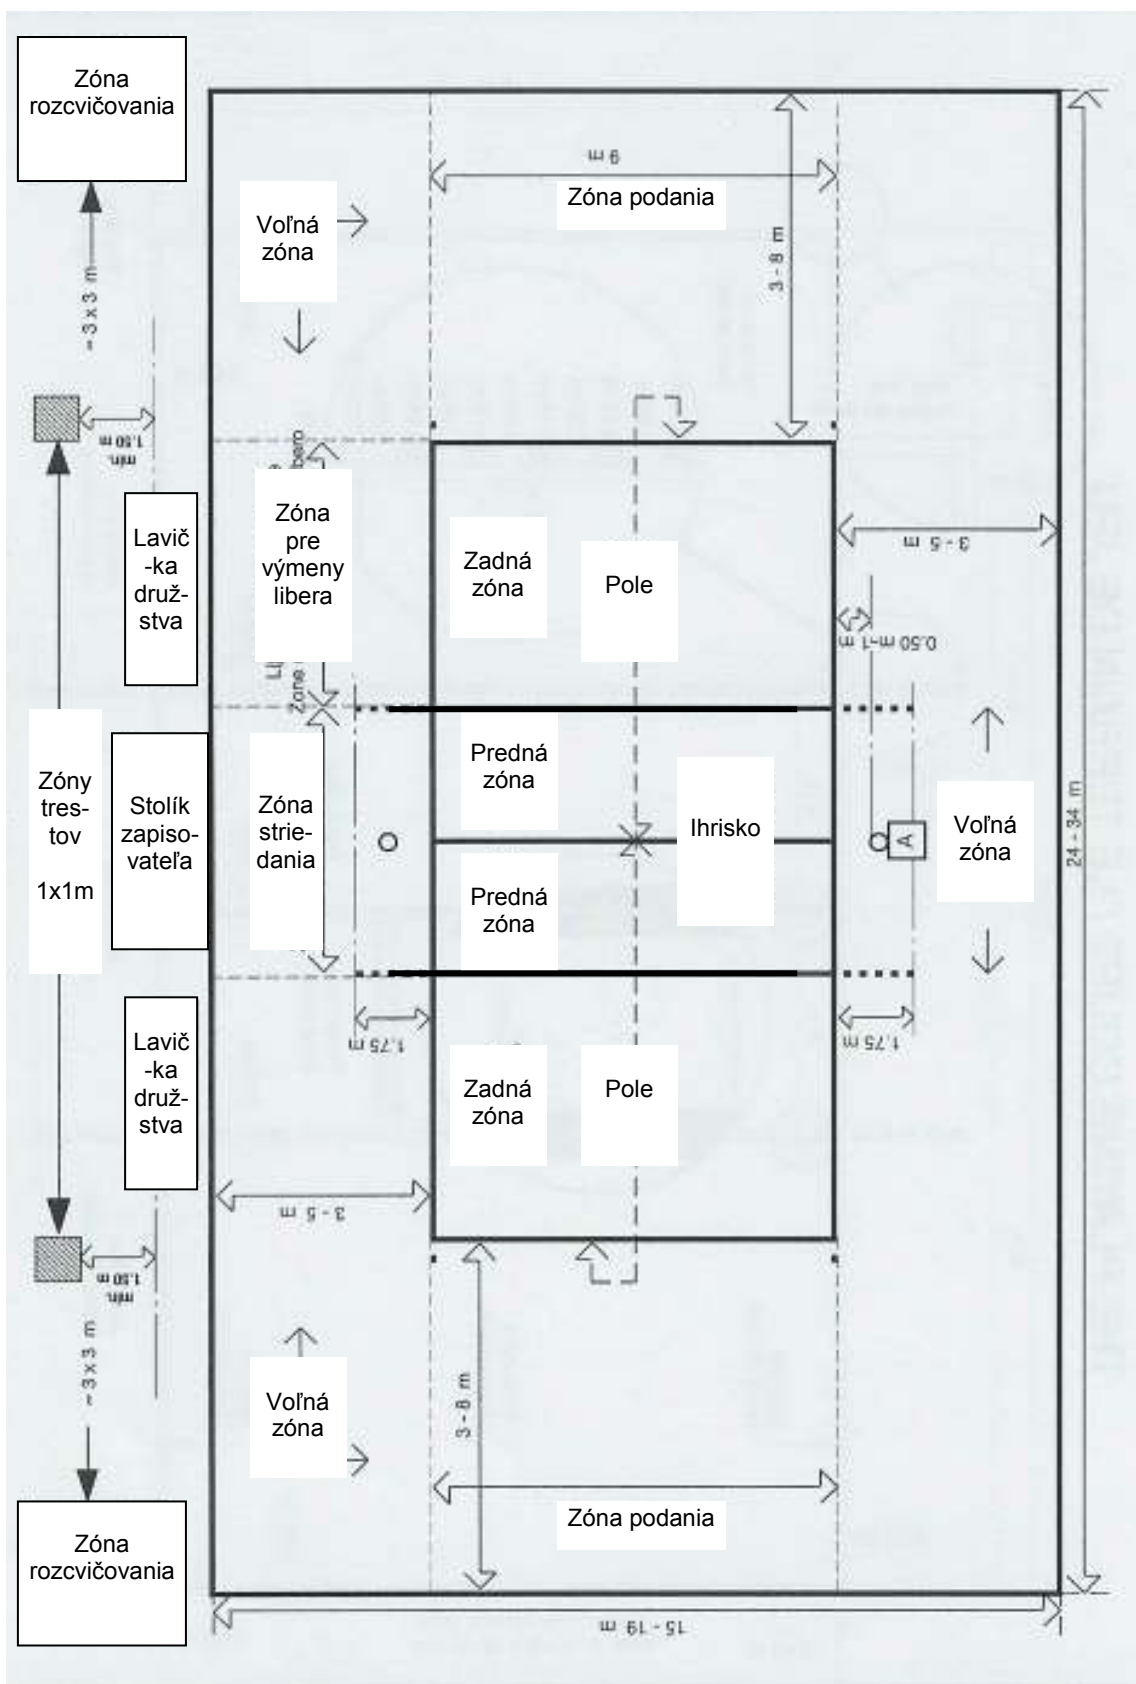 Zóna
rozcvičovania
9 m
Zóna podania
Voľná
zóna
3 - 8 m
~ 3 x 3 m
1.50 m
min.
Lavič
-ka
druž-
stva
Zóna
pre
výmeny
libera
Zadná
zóna
Pole
3 - 5 m
0.50 m-1 m
Zóny
tres-
tov
1x1m
Stolík
zapiso-
vateľa
Zóna
strie-
dania
Predná
zóna
Ihrisko
A
Voľná
zóna
24 - 34 m
Predná
zóna
1.75 m
1.75 m
Lavič
-ka
druž-
stva
Zadná
zóna
Pole
3 - 5 m
1.50 m
min.
~ 3 x 3 m
Voľná
zóna
3 - 8 m
Zóna podania
Zóna
rozcvičovania
15 - 19 m